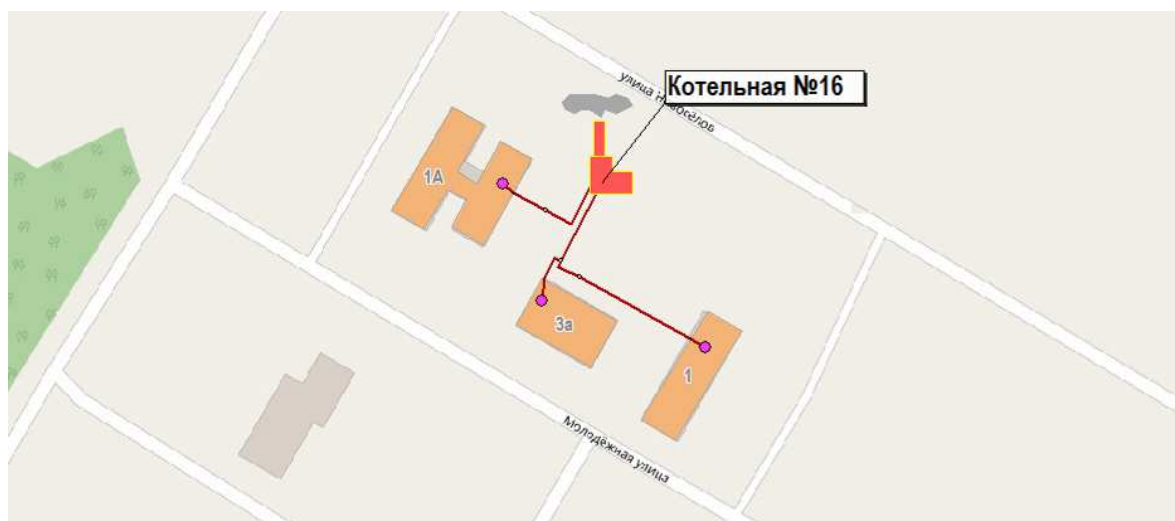 улица Новосёлов
Котельная №16
1А
3а
1
Молодёжная улица